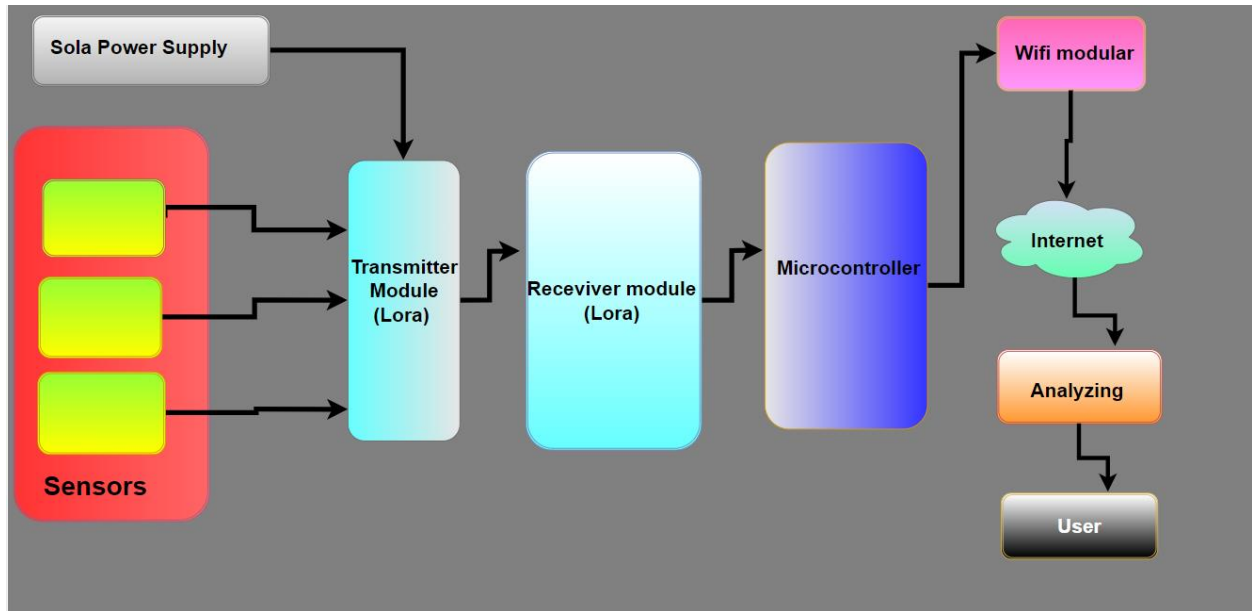 Sola Power Supply
Wifi modular
Transmitter
Module
(Lora)
Receviver module
(Lora)
Microcontroller
Internet
Analyzing
Sensors
User